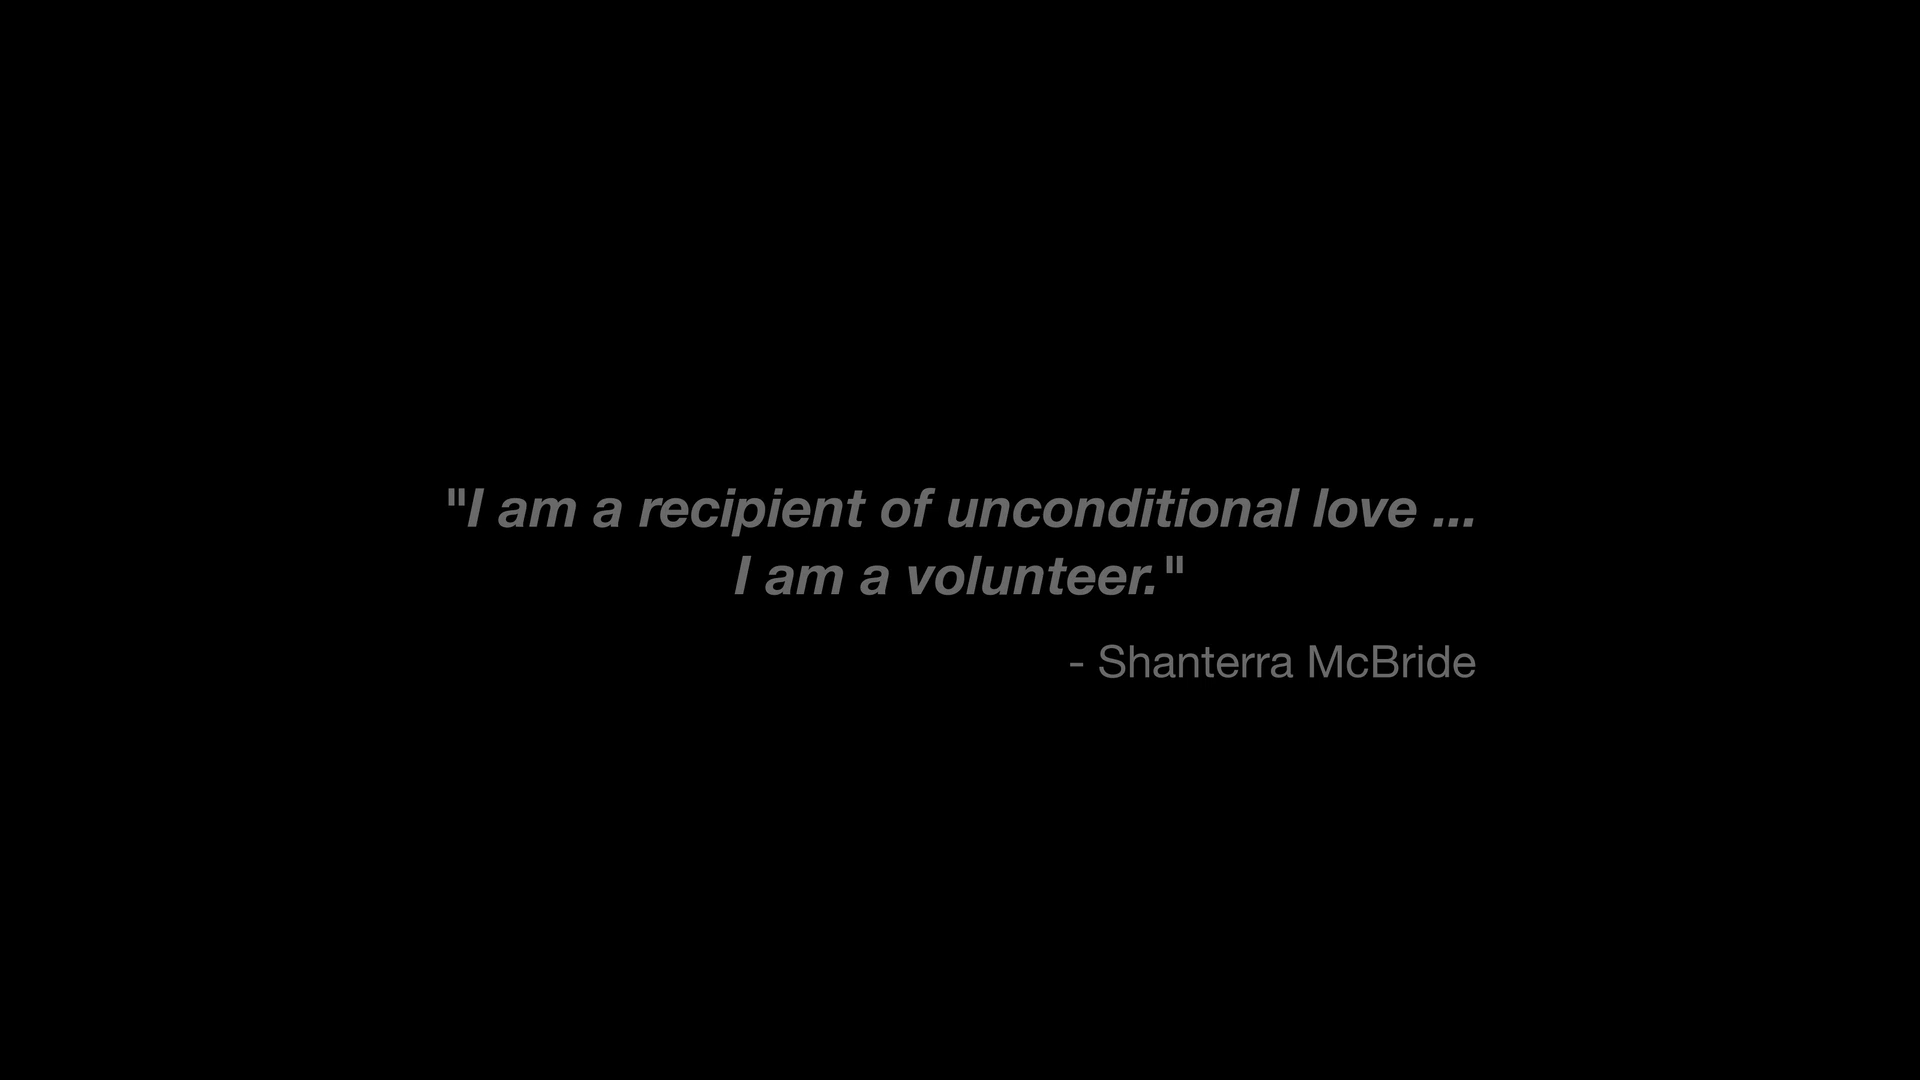 "I am a recipient of unconditional love ...
I am a volunteer."
- Shanterra McBride